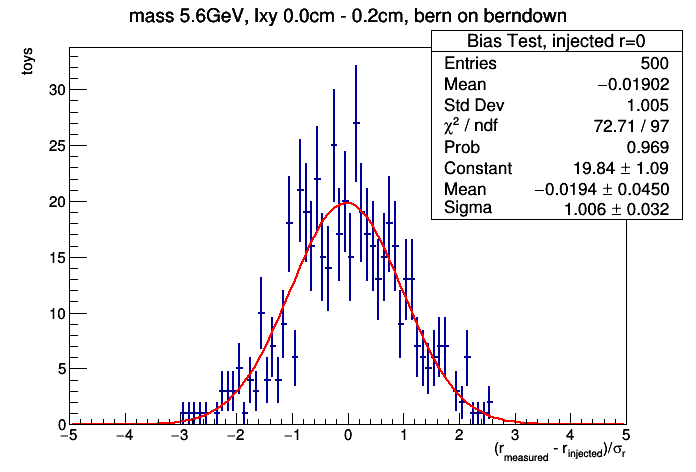 mass 5.6GeV, lxy 0.0cm - 0.2cm, bern on berndown
Bias Test, injected r=0
Entries 500
Mean −0.01902
Std Dev 1.005
χ² / ndf 72.71 / 97
Prob 0.969
Constant 19.84 ± 1.09
Mean −0.0194 ± 0.0450
Sigma 1.006 ± 0.032
toys
30
25
20
15
10
5
0
−5 −4 −3 −2 −1 0 1 2 3 4 5
(r_measured - r_injected)/σ_r